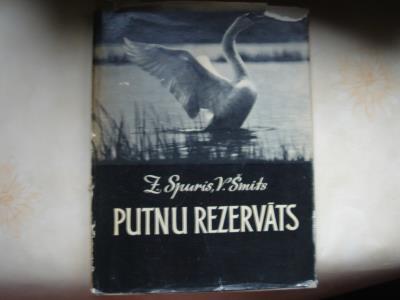 Z. Spuris, V. Šmits
PUTNU REZERVĀTS